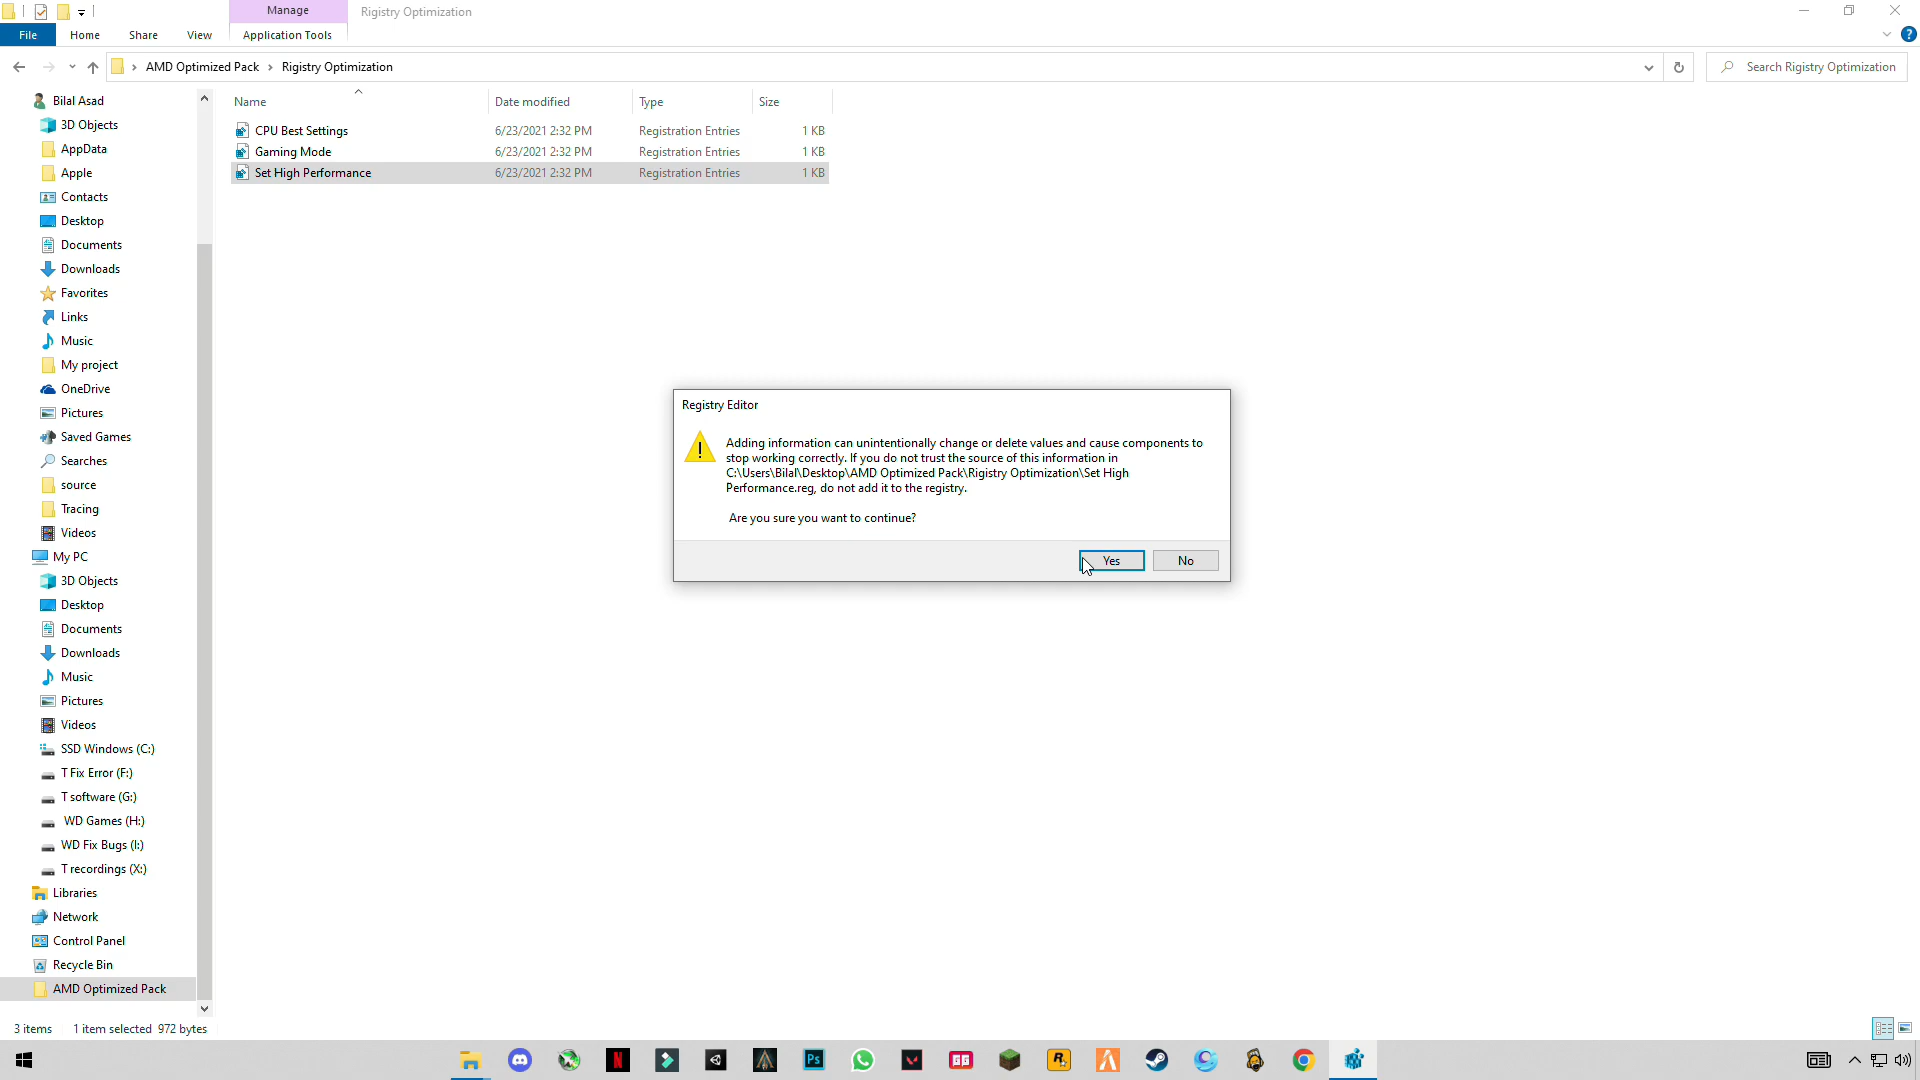 Manage
Rigistry Optimization
File
Home
Share
View
Application Tools
AMD Optimized Pack
Rigistry Optimization
Search Rigistry Optimization
Name
Date modified
Type
Size
CPU Best Settings
6/23/2021 2:32 PM
Registration Entries
1 KB
Gaming Mode
6/23/2021 2:32 PM
Registration Entries
1 KB
Set High Performance
6/23/2021 2:32 PM
Registration Entries
1 KB
Bilal Asad
3D Objects
AppData
Apple
Contacts
Desktop
Documents
Downloads
Favorites
Links
Music
My project
OneDrive
Pictures
Saved Games
Searches
source
Tracing
Videos
My PC
3D Objects
Desktop
Documents
Downloads
Music
Pictures
Videos
SSD Windows (C:)
T Fix Error (F:)
T software (G:)
WD Games (H:)
WD Fix Bugs (I:)
T recordings (X:)
Libraries
Network
Control Panel
Recycle Bin
AMD Optimized Pack
Registry Editor
Adding information can unintentionally change or delete values and cause components to
stop working correctly. If you do not trust the source of this information in
C:\Users\Bilal\Desktop\AMD Optimized Pack\Rigistry Optimization\Set High
Performance.reg, do not add it to the registry.
Are you sure you want to continue?
Yes
No
3 items
1 item selected 972 bytes